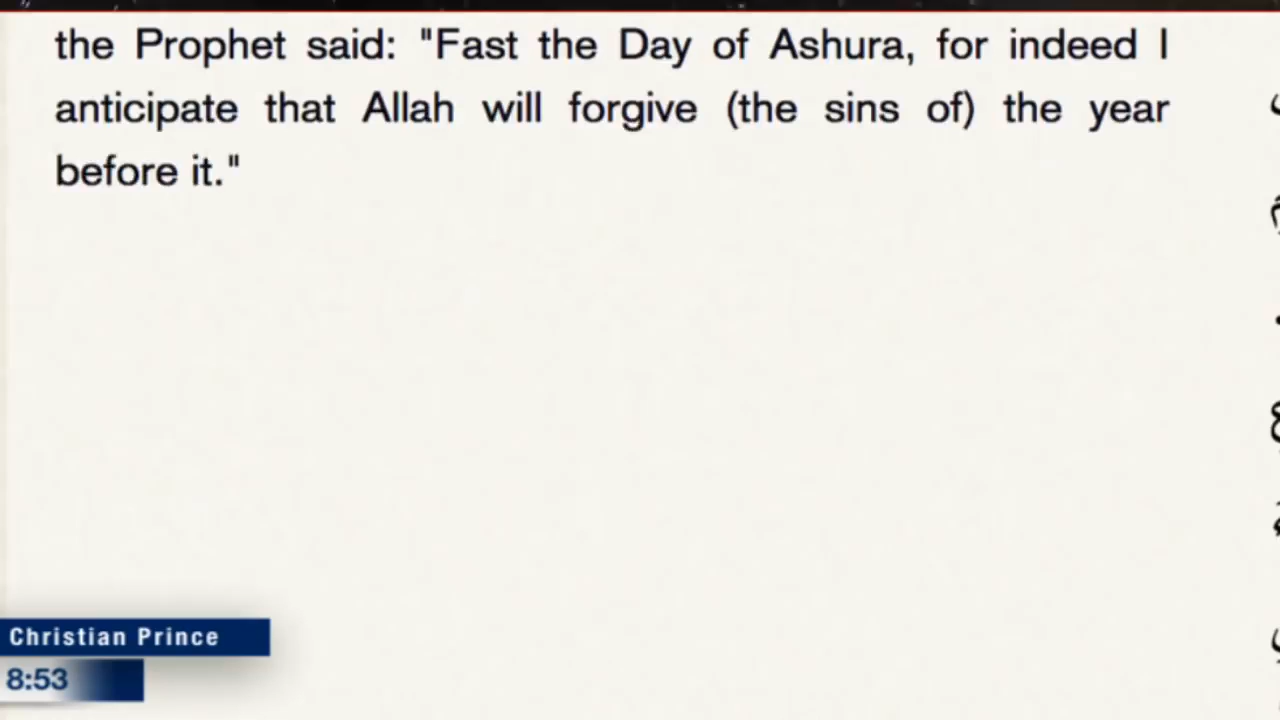 the Prophet said: "Fast the Day of Ashura, for indeed I
anticipate that Allah will forgive (the sins of) the year
before it."
Christian Prince
8:53